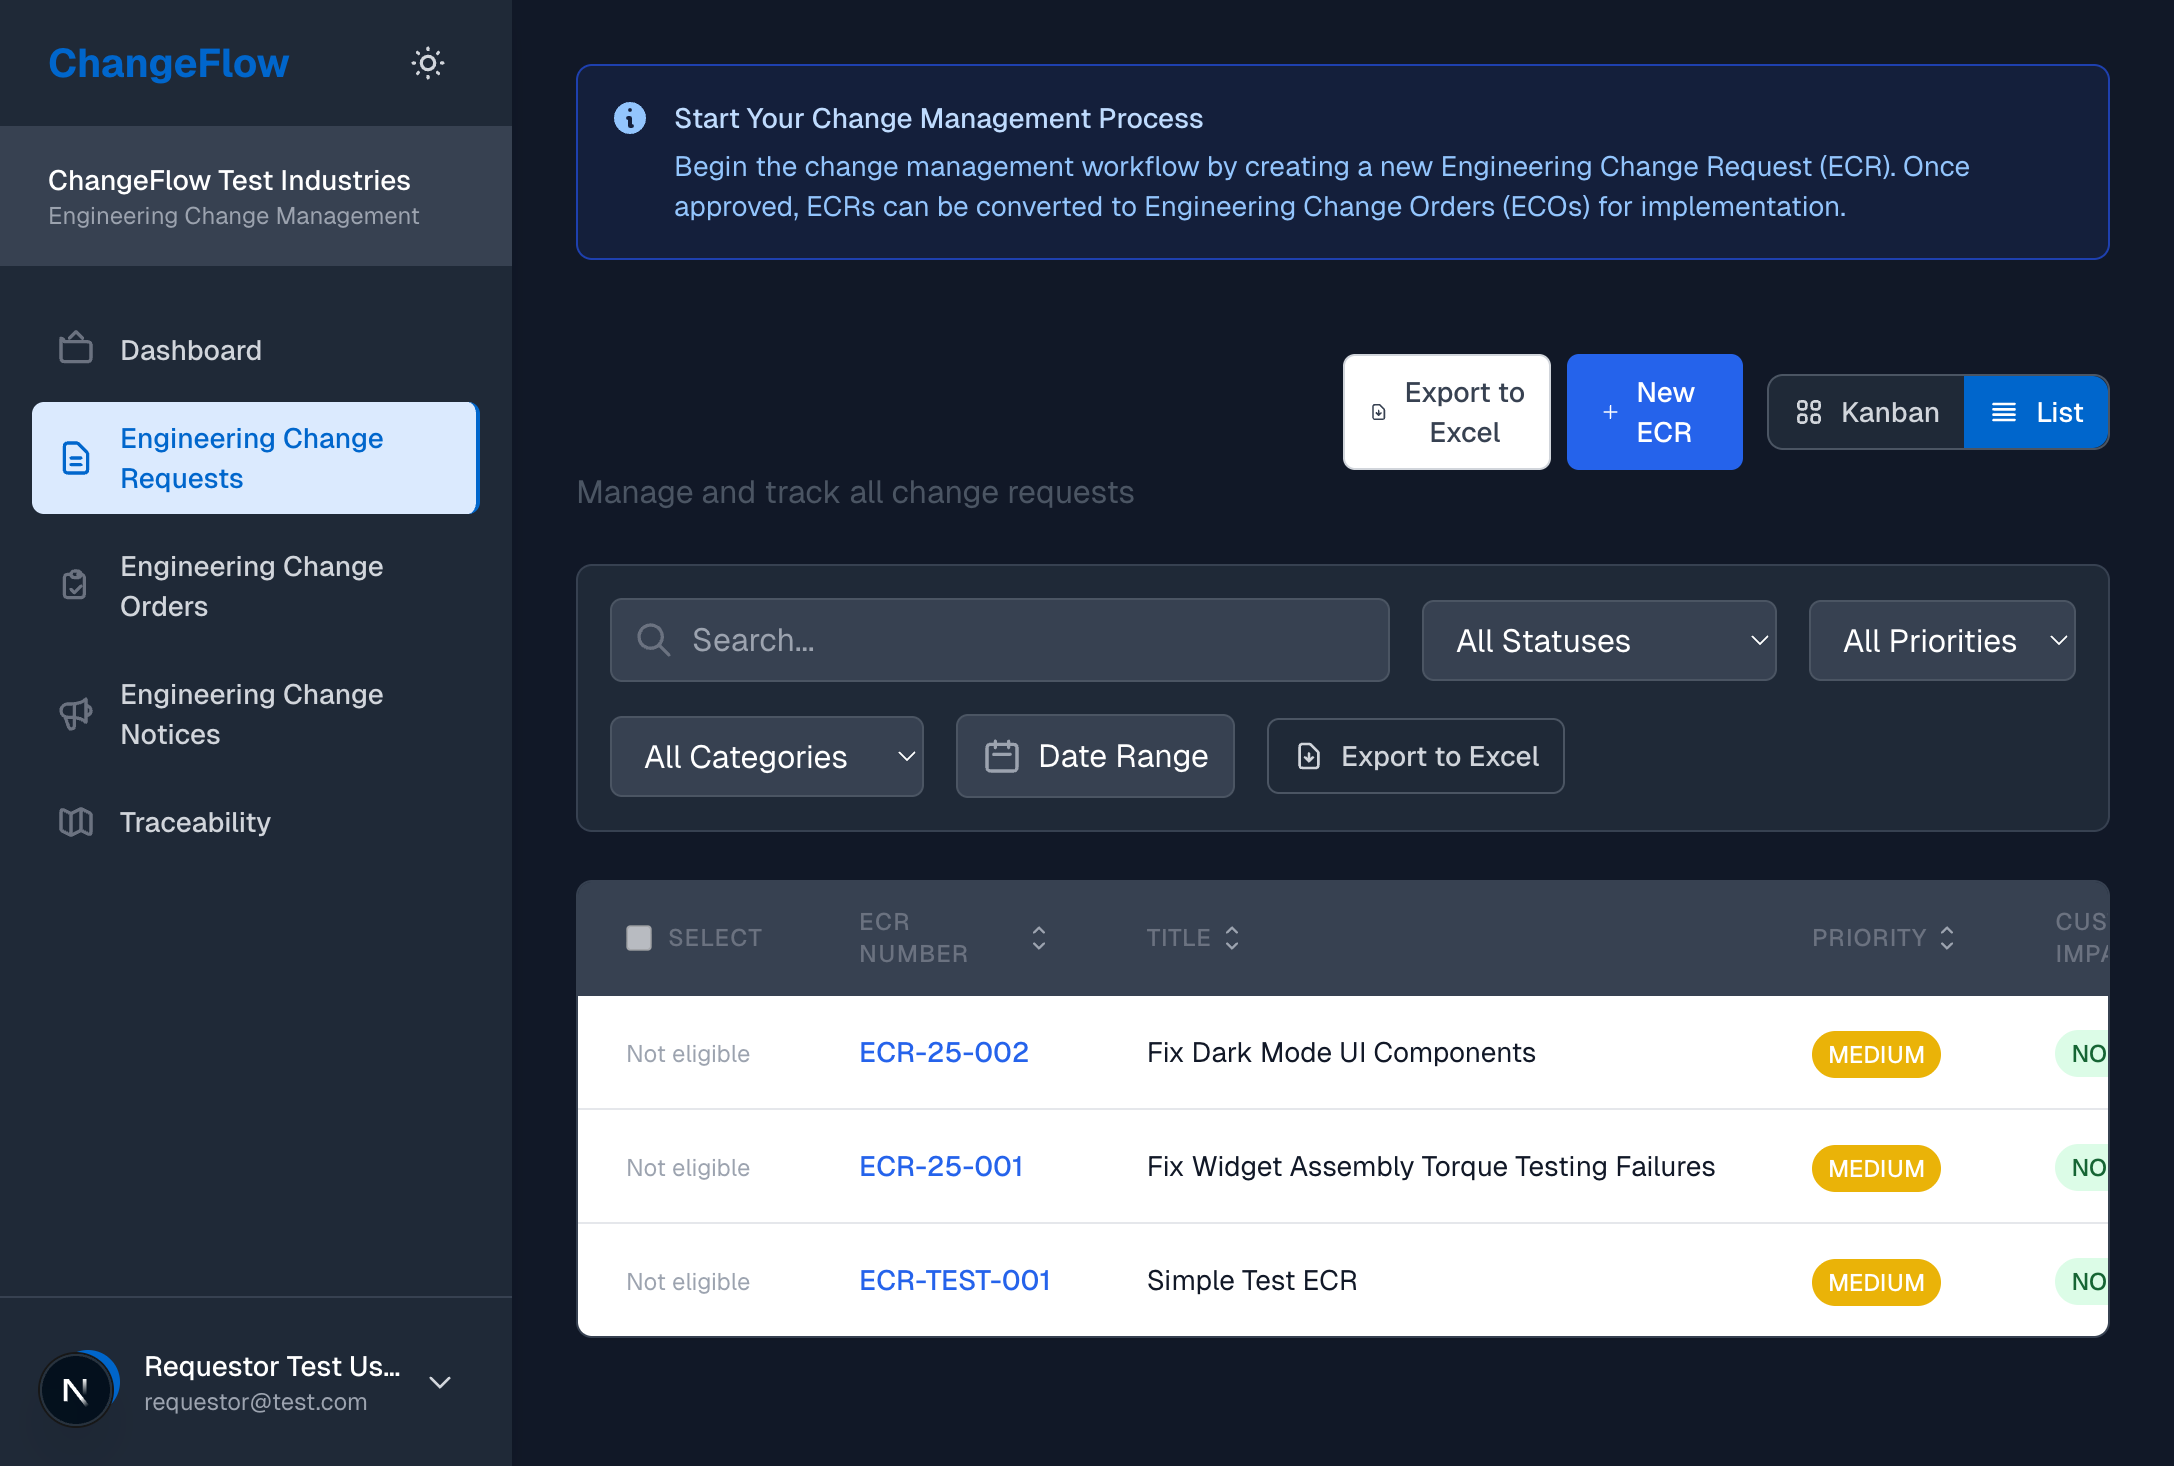 ChangeFlow
ChangeFlow Test Industries
Engineering Change Management
Dashboard
Engineering Change
Requests
Engineering Change
Orders
Engineering Change
Notices
Traceability
N
Requestor Test Us...
requestor@test.com
Start Your Change Management Process
Begin the change management workflow by creating a new Engineering Change Request (ECR). Once
approved, ECRs can be converted to Engineering Change Orders (ECOs) for implementation.
Export to
Excel
New
ECR
Kanban
List
Manage and track all change requests
Search...
All Statuses
All Priorities
All Categories
Date Range
Export to Excel
SELECT
ECR
NUMBER
TITLE
PRIORITY
CUS
IMPA
Not eligible
ECR-25-002
Fix Dark Mode UI Components
MEDIUM
NO
Not eligible
ECR-25-001
Fix Widget Assembly Torque Testing Failures
MEDIUM
NO
Not eligible
ECR-TEST-001
Simple Test ECR
MEDIUM
NO